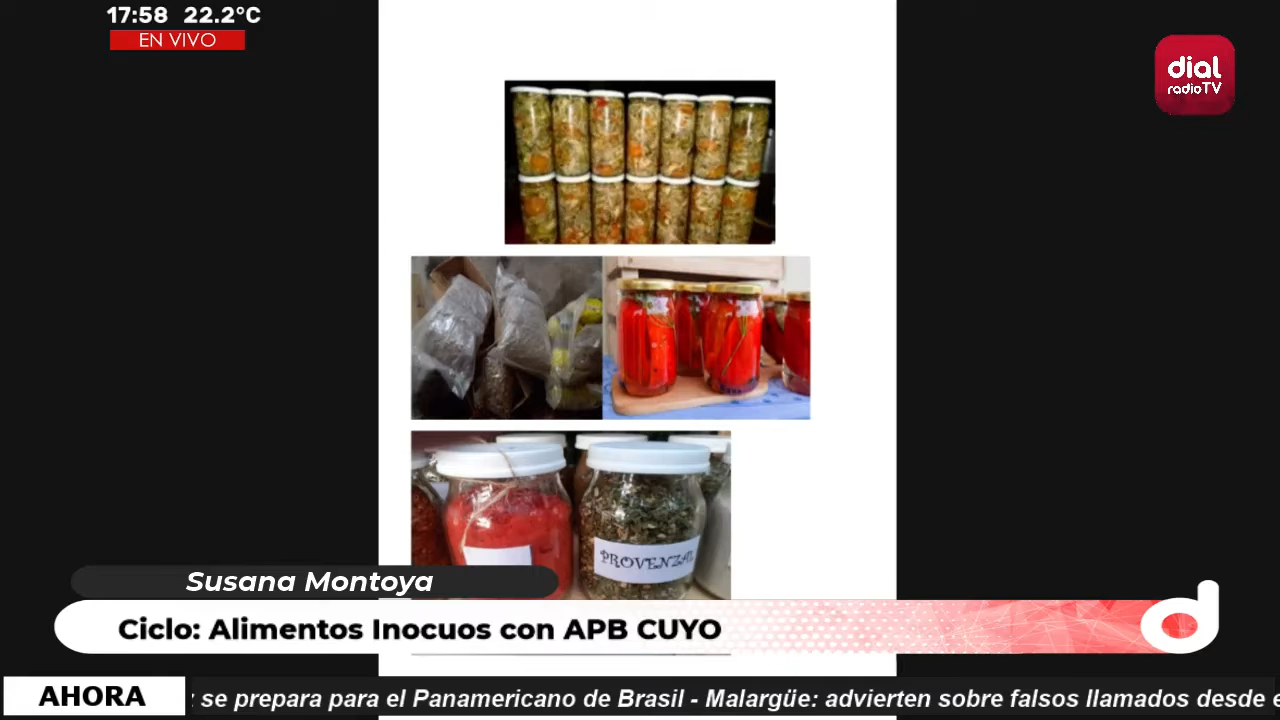 17:58 22.2°C
EN VIVO
dial
radioTV
PROVENZAL
Susana Montoya
Ciclo: Alimentos Inocuos con APB CUYO
AHORA
se prepara para el Panamericano de Brasil - Malargüe: advierten sobre falsos llamados desde